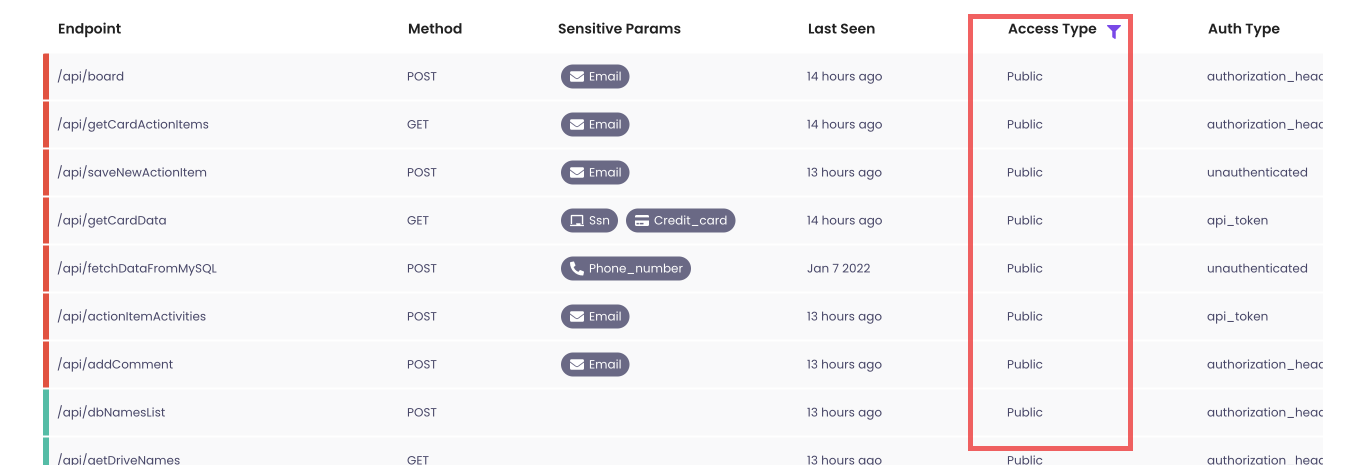 Endpoint Method Sensitive Params Last Seen Access Type Auth Type
/api/board POST Email 14 hours ago Public authorization_head
/api/getCardActionItems GET Email 14 hours ago Public authorization_head
/api/saveNewActionItem POST Email 13 hours ago Public unauthenticated
/api/getCardData GET Ssn Credit_card 14 hours ago Public api_token
/api/fetchDataFromMySQL POST Phone_number Jan 7 2022 Public unauthenticated
/api/actionItemActivities POST Email 13 hours ago Public api_token
/api/addComment POST Email 13 hours ago Public authorization_head
/api/dbNamesList POST 13 hours ago Public authorization_head
/api/getDriveNames GET 13 hours ago Public authorization_head